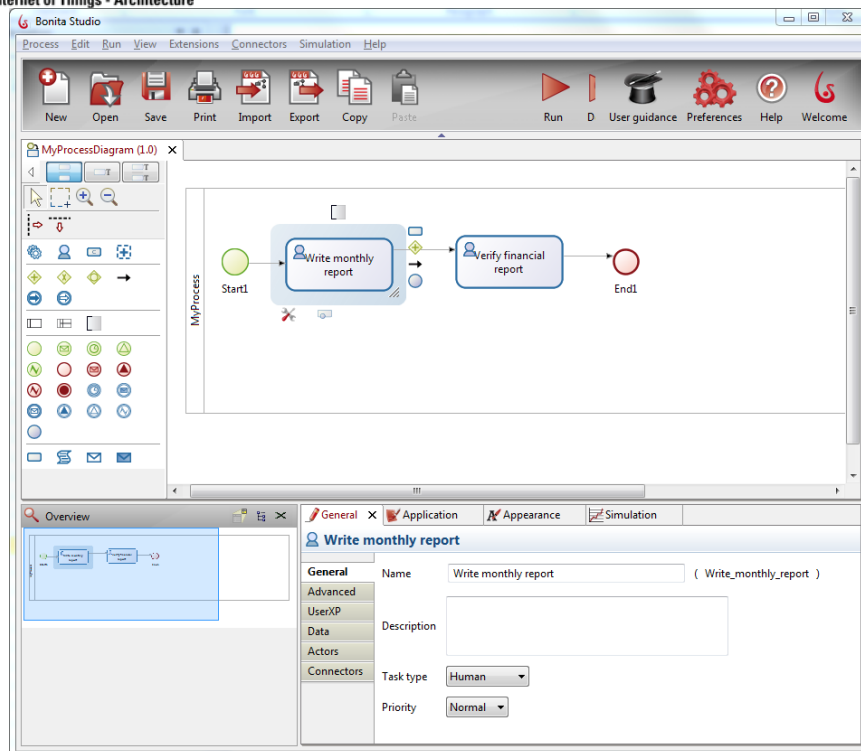 nternet of Things - Architecture
Bonita Studio
Process Edit Run View Extensions Connectors Simulation Help
New Open Save Print Import Export Copy Paste Run D User guidance Preferences Help Welcome
MyProcessDiagram (1.0)
MyProcess
Start1
Write monthly
report
Verify financial
report
End1
Overview
General Application Appearance Simulation
Write monthly report
General
Advanced
UserXP
Data
Actors
Connectors
Name Write monthly report ( Write_monthly_report )
Description
Task type Human
Priority Normal